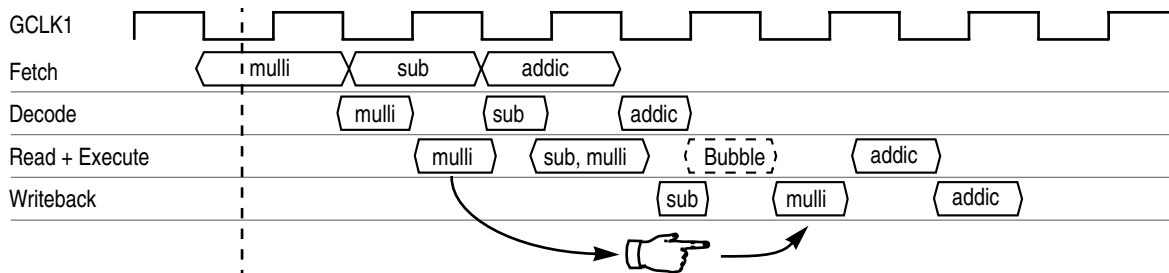 GCLK1
Fetch mulli sub addic
Decode mulli sub addic
Read + Execute mulli sub, mulli Bubble addic
Writeback sub mulli addic